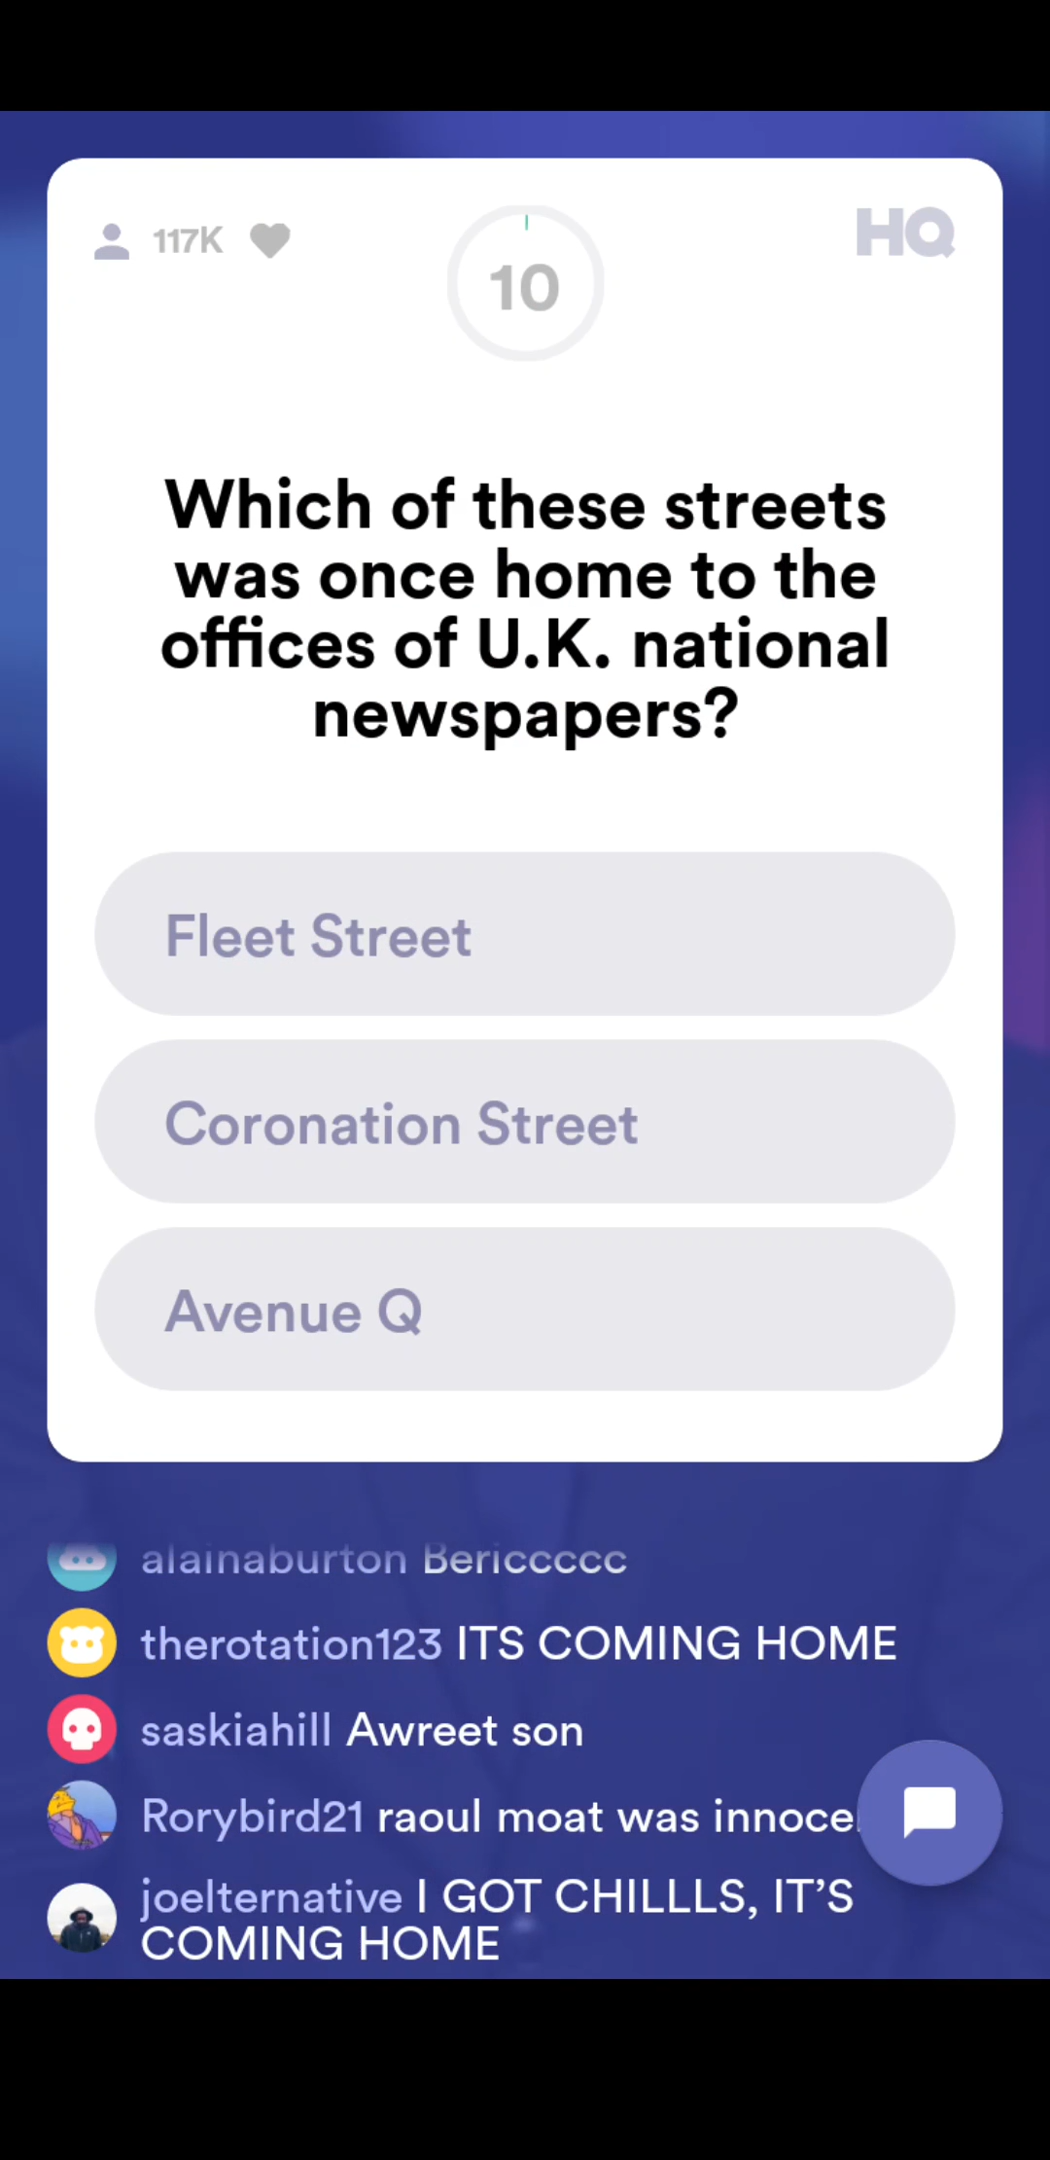 117K
10
HQ
Which of these streets
was once home to the
offices of U.K. national
newspapers?
Fleet Street
Coronation Street
Avenue Q
alainaburton Bericcccc
therotation123 ITS COMING HOME
saskiahill Awreet son
Rorybird21 raoul moat was
joelternative I GOT CHILLLS, IT’S
COMING HOME